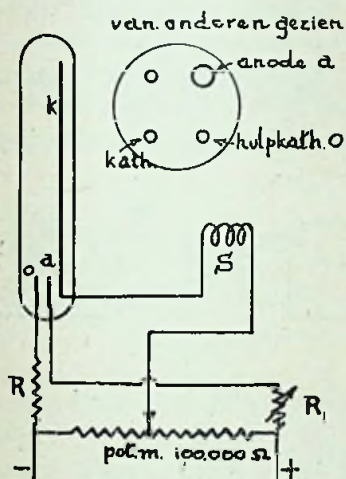 van onderen gezien
anode a
kath.
hulpkath. O
k
S
o a
R
R₁
pot.m. 100.000 Ω
- +